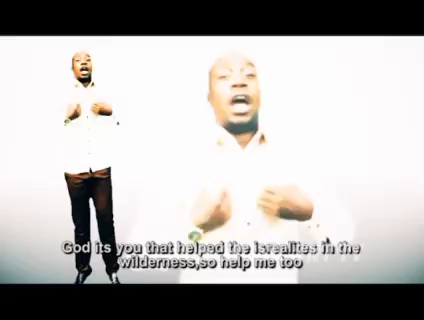 God its you that helped the isrealites in the
wilderness,so help me too